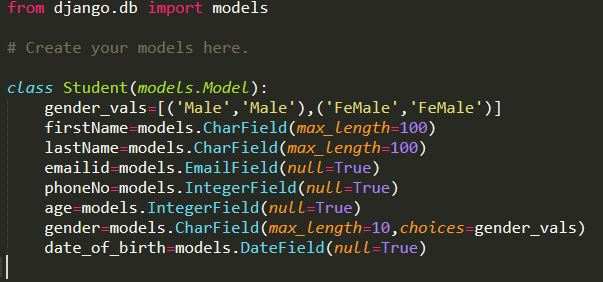 from django.db import models
# Create your models here.
class Student(models.Model):
    gender_vals=[('Male','Male'),('FeMale','FeMale')]
    firstName=models.CharField(max_length=100)
    lastName=models.CharField(max_length=100)
    emailid=models.EmailField(null=True)
    phoneNo=models.IntegerField(null=True)
    age=models.IntegerField(null=True)
    gender=models.CharField(max_length=10,choices=gender_vals)
    date_of_birth=models.DateField(null=True)